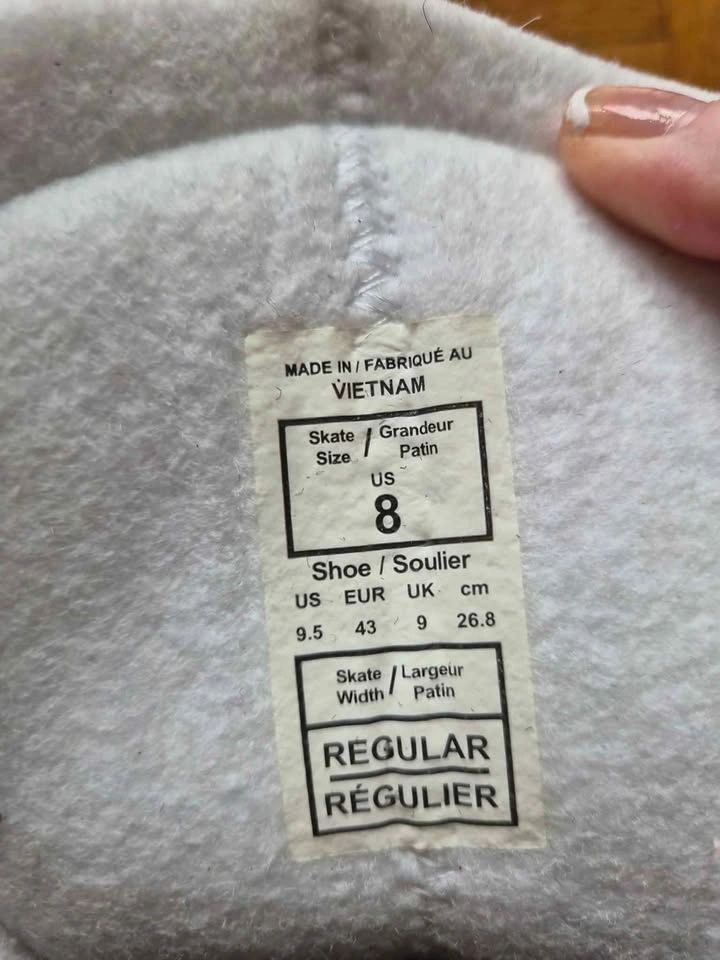 MADE IN / FABRIQUÉ AU
VIETNAM
Skate / Grandeur
Size Patin
US
8
Shoe / Soulier
US EUR UK cm
9.5 43 9 26.8
Skate / Largeur
Width Patin
REGULAR
RÉGULIER